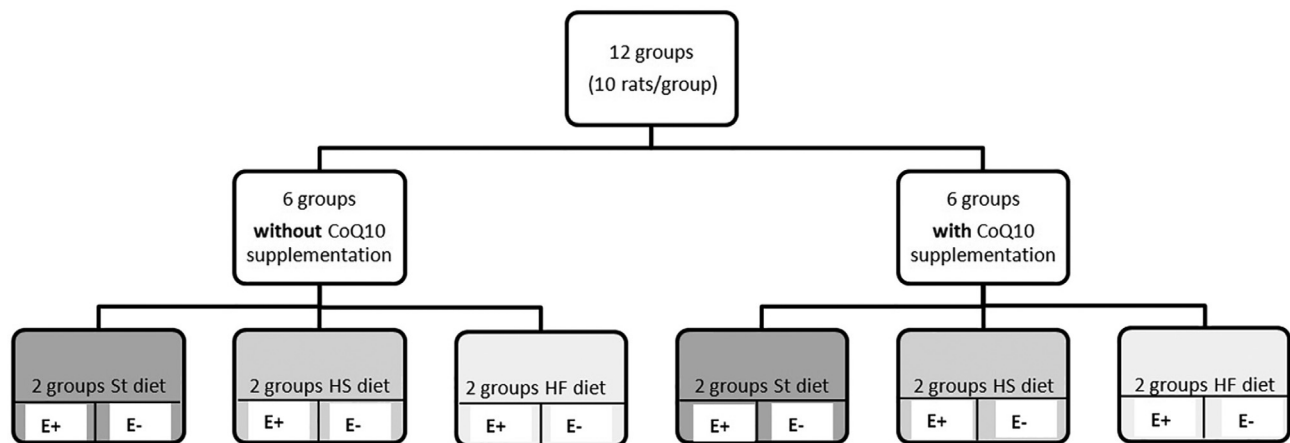 12 groups
(10 rats/group)
6 groups
without CoQ10
supplementation
6 groups
with CoQ10
supplementation
2 groups St diet
E+ E-
2 groups HS diet
E+ E-
2 groups HF diet
E+ E-
2 groups St diet
E+ E-
2 groups HS diet
E+ E-
2 groups HF diet
E+ E-